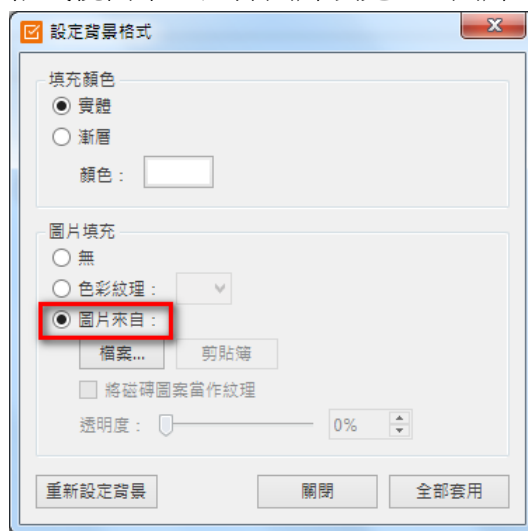 設定背景格式
填充顏色
實體
漸層
顏色：
圖片填充
無
色彩紋理：
圖片來自：
檔案... 剪貼簿
將磁磚圖案當作紋理
透明度： 0%
重新設定背景 關閉 全部套用